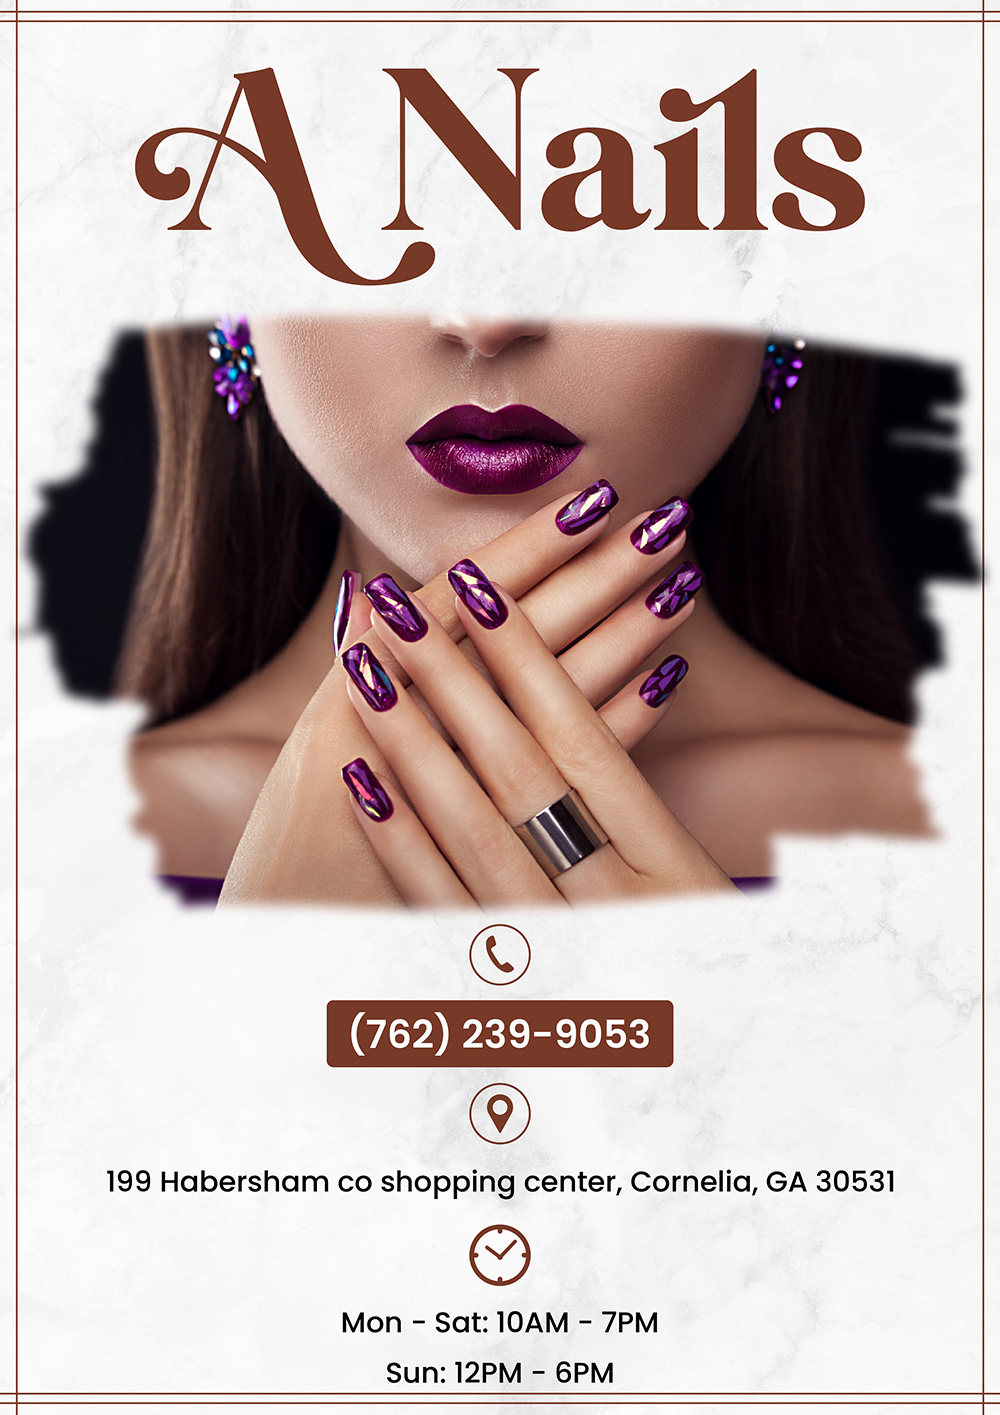 A Nails
(762) 239-9053
199 Habersham co shopping center, Cornelia, GA 30531
Mon - Sat: 10AM - 7PM
Sun: 12PM - 6PM